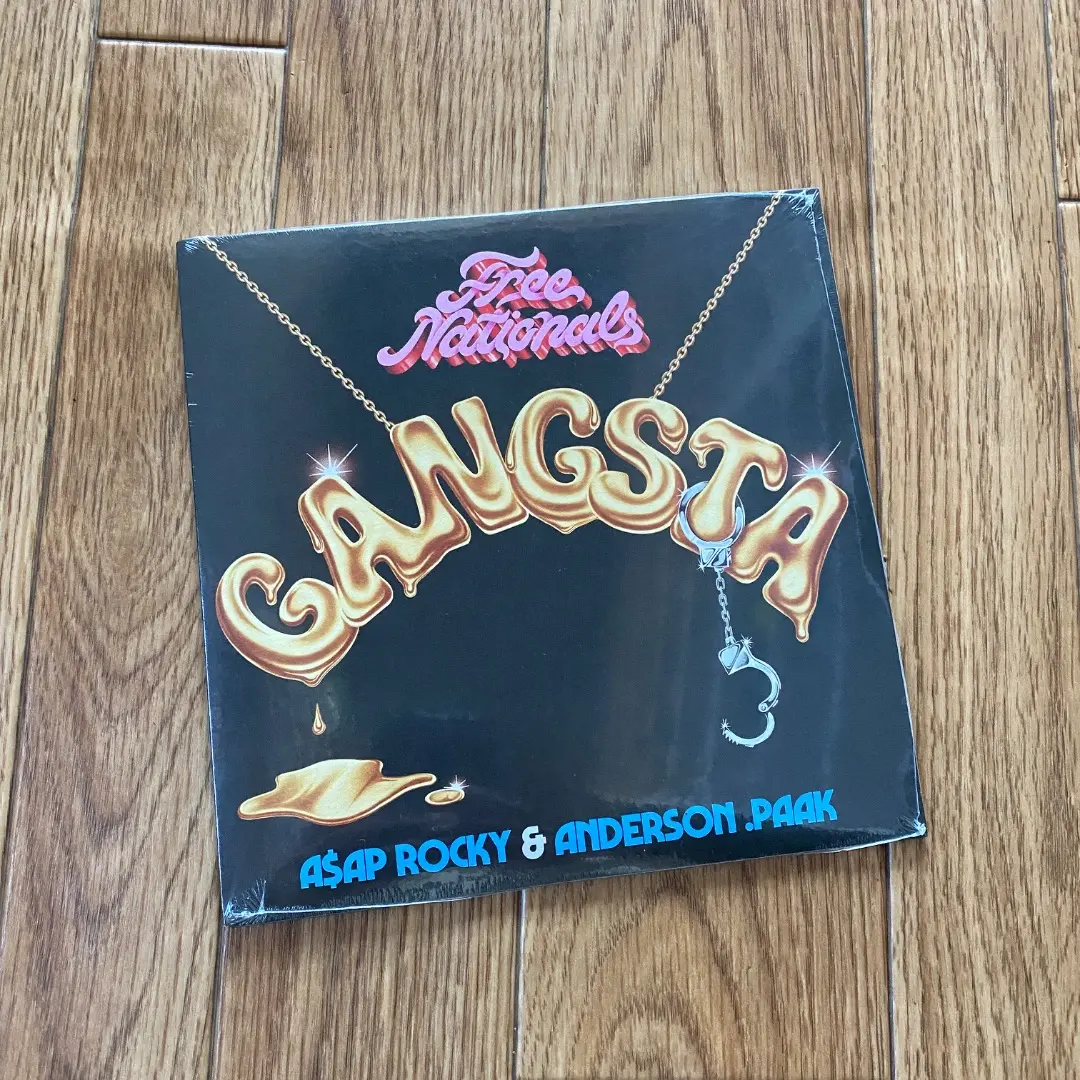 Free
Nationals
GANGSTA
A$AP ROCKY & ANDERSON .PAAK